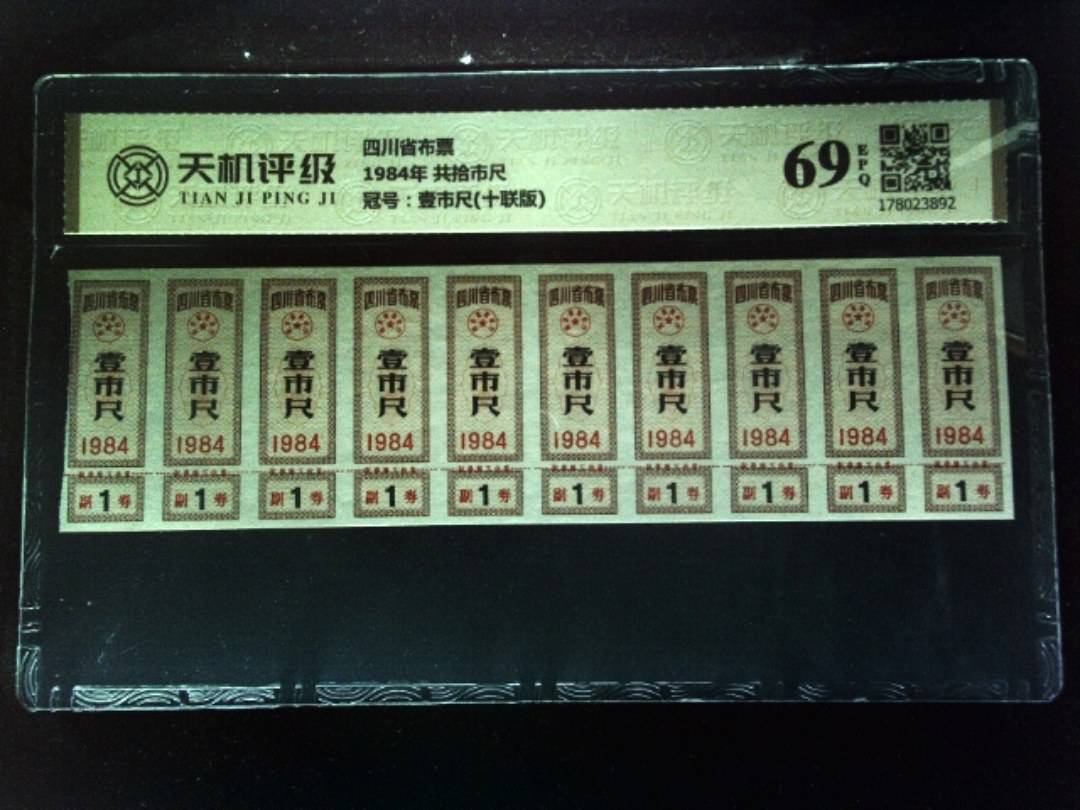 天机评级
TIAN JI PING JI
四川省布票
1984年 共拾市尺
冠号：壹市尺(十联版)
69
EPQ
178023892
四川省布票 四川省布票 四川省布票 四川省布票 四川省布票 四川省布票 四川省布票 四川省布票 四川省布票 四川省布票
壹市尺 壹市尺 壹市尺 壹市尺 壹市尺 壹市尺 壹市尺 壹市尺 壹市尺 壹市尺
1984 1984 1984 1984 1984 1984 1984 1984 1984 1984
副1券 副1券 副1券 副1券 副1券 副1券 副1券 副1券 副1券 副1券